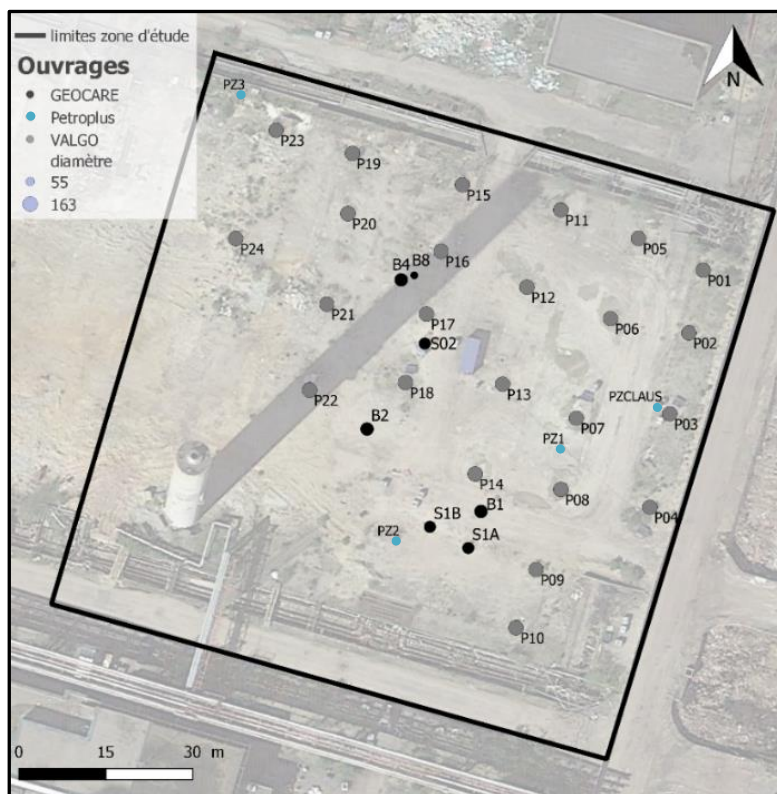 limites zone d'étude
Ouvrages
GEOCARE
Petroplus
VALGO
diamètre
55
163
N
PZ3
P23
P19
P15
P11
P20
P05
P24
P16
B4
B8
P01
P12
P21
P17
P06
P02
S02
P22
P18
P13
PZCLAUS
P03
P07
B2
PZ1
P14
P08
B1
P04
S1B
PZ2
S1A
P09
P10
0 15 30 m